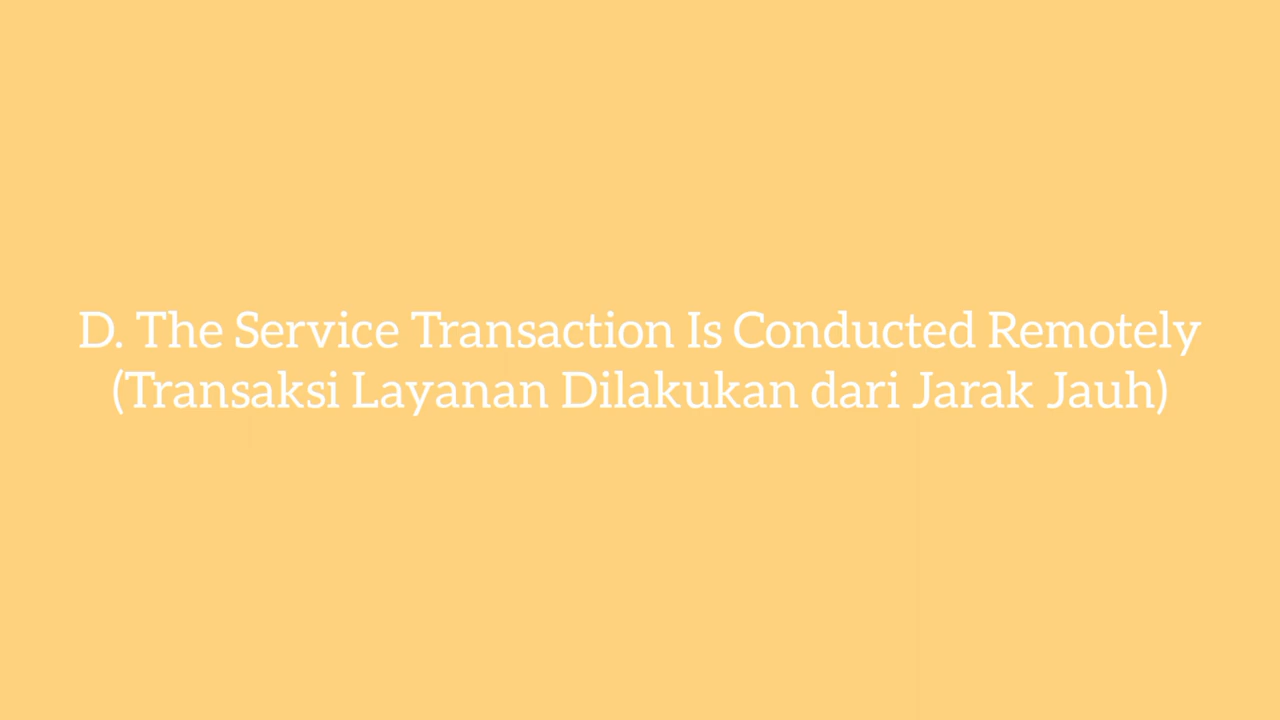 D. The Service Transaction Is Conducted Remotely
(Transaksi Layanan Dilakukan dari Jarak Jauh)